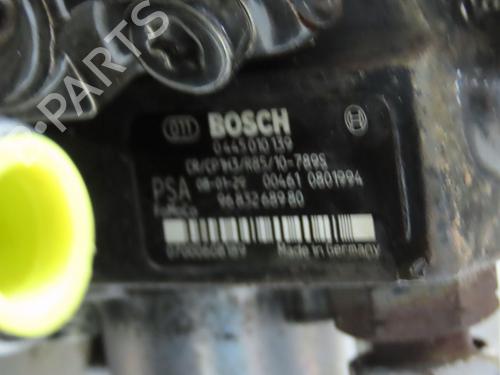 PARTS
BOSCH
0445010139
CR/CP1H3/R85/10-789S
PSA 08-01-29 00461 0801994
9683268980
Made in Germany